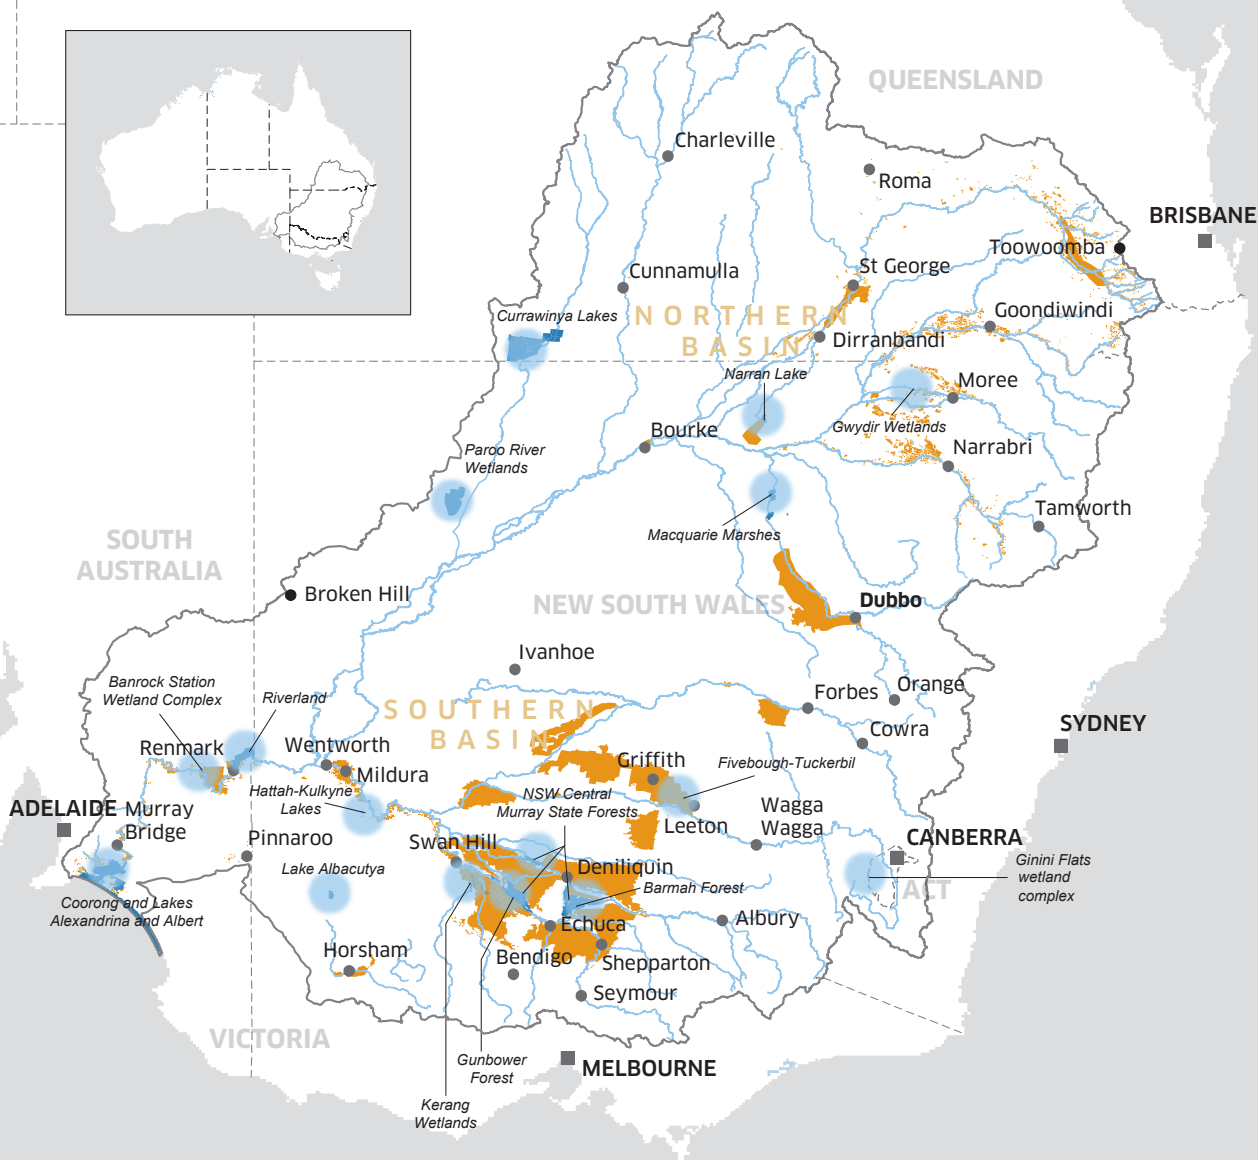 QUEENSLAND
Charleville
Roma
BRISBANE
Toowoomba
St George
Cunnamulla
Goondiwindi
Currawinya Lakes
NORTHERN
BASIN
Dirranbandi
Narran Lake
Moree
Gwydir Wetlands
Bourke
Narrabri
Paroo River
Wetlands
Tamworth
Macquarie Marshes
SOUTH
AUSTRALIA
Broken Hill
NEW SOUTH WALES
Dubbo
Ivanhoe
Banrock Station
Wetland Complex
Riverland
SOUTHERN
BASIN
Forbes
Orange
SYDNEY
Cowra
Renmark
Wentworth
Mildura
Griffith
Fivebough-Tuckerbil
Hattah-Kulkyne
Lakes
NSW Central
Murray State Forests
ADELAIDE
Murray
Bridge
Wagga
Wagga
Leeton
Pinnaroo
Swan Hill
CANBERRA
Lake Albacutya
Deniliquin
Ginini Flats
wetland
complex
Barmah Forest
ACT
Coorong and Lakes
Alexandrina and Albert
Echuca
Albury
Horsham
Bendigo
Shepparton
Seymour
VICTORIA
Gunbower
Forest
MELBOURNE
Kerang
Wetlands